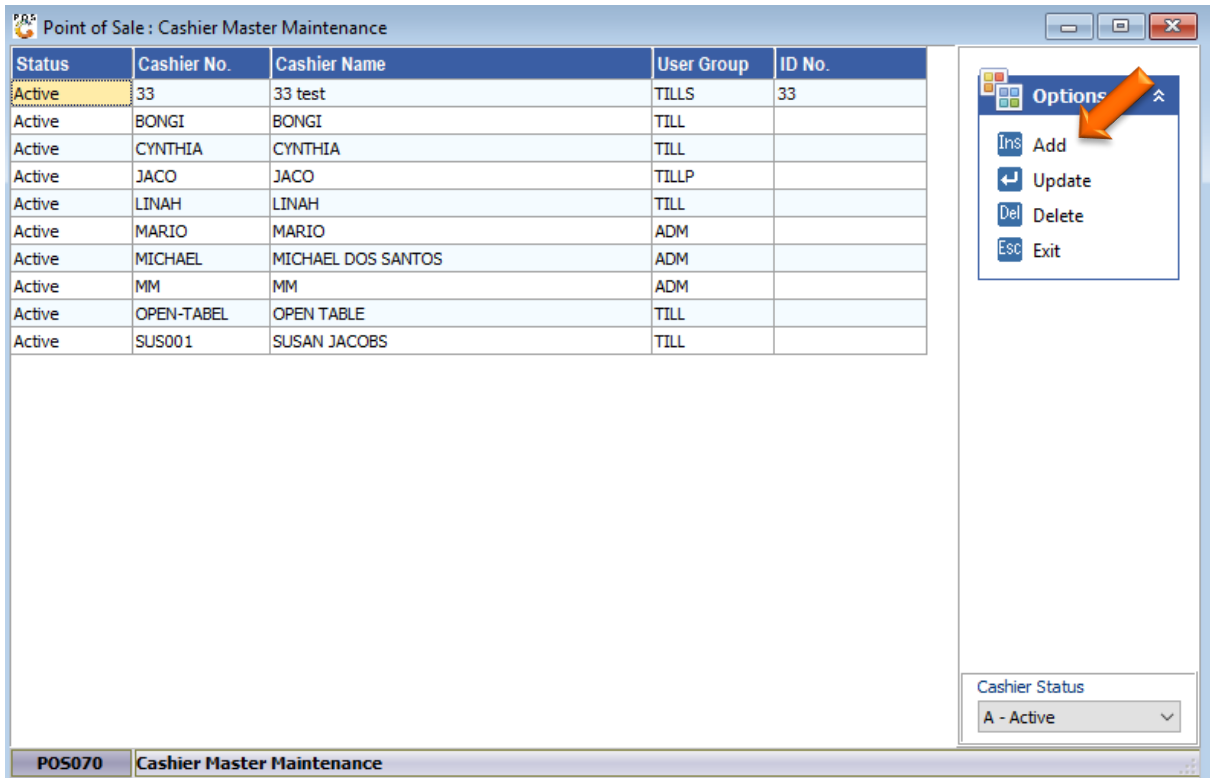 Point of Sale : Cashier Master Maintenance
Status Cashier No. Cashier Name User Group ID No.
Active 33 33 test TILLS 33
Active BONGI BONGI TILL
Active CYNTHIA CYNTHIA TILL
Active JACO JACO TILLP
Active LINAH LINAH TILL
Active MARIO MARIO ADM
Active MICHAEL MICHAEL DOS SANTOS ADM
Active MM MM ADM
Active OPEN-TABEL OPEN TABLE TILL
Active SUS001 SUSAN JACOBS TILL
Options
Ins Add
Update
Del Delete
Esc Exit
Cashier Status
A - Active
POS070 Cashier Master Maintenance